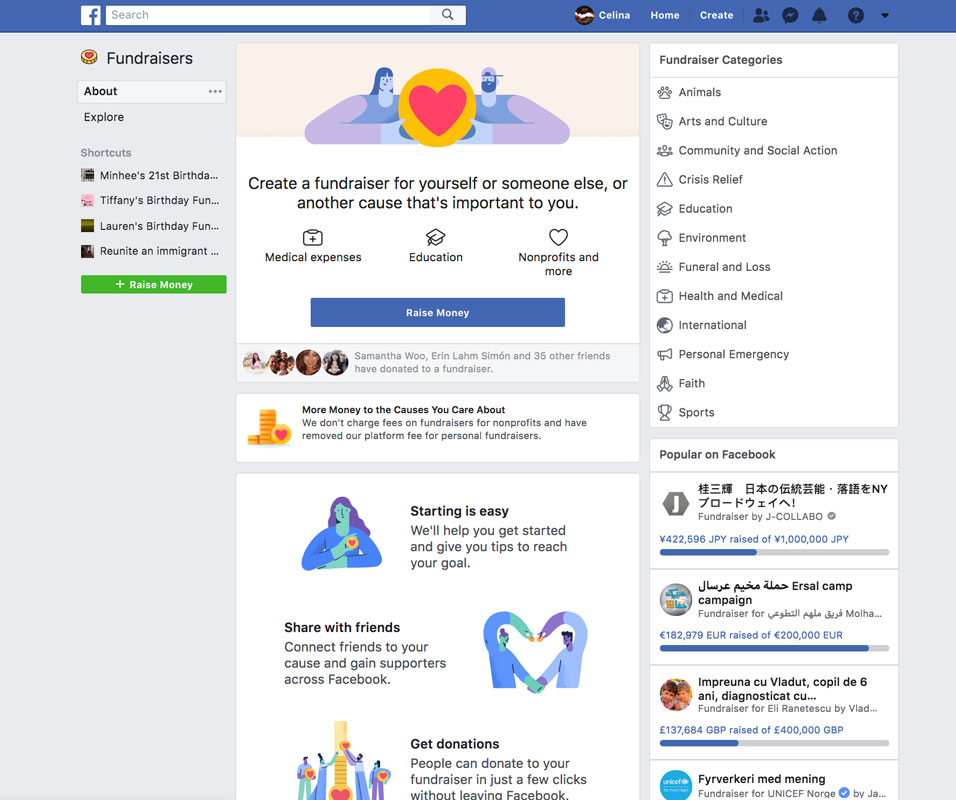 f
Search
Celina
Home
Create
?
Fundraisers
About
Explore
Shortcuts
Minhee's 21st Birthda...
Tiffany's Birthday Fun...
Lauren's Birthday Fun...
Reunite an immigrant ...
+ Raise Money
Create a fundraiser for yourself or someone else, or
another cause that's important to you.
Medical expenses
Education
Nonprofits and
more
Raise Money
Samantha Woo, Erin Lahm Simón and 35 other friends
have donated to a fundraiser.
More Money to the Causes You Care About
We don't charge fees on fundraisers for nonprofits and have
removed our platform fee for personal fundraisers.
Starting is easy
We'll help you get started
and give you tips to reach
your goal.
Share with friends
Connect friends to your
cause and gain supporters
across Facebook.
Get donations
People can donate to your
fundraiser in just a few clicks
without leaving Facebook.
Fundraiser Categories
Animals
Arts and Culture
Community and Social Action
Crisis Relief
Education
Environment
Funeral and Loss
Health and Medical
International
Personal Emergency
Faith
Sports
Popular on Facebook
J
桂三輝　日本の伝統芸能・落語をNY
ブロードウェイへ!
Fundraiser by J-COLLABO
¥422,596 JPY raised of ¥1,000,000 JPY
حملة مخيم عرسال Ersal camp
campaign
Fundraiser for فريق ملهم التطوعي Molha...
€182,979 EUR raised of €200,000 EUR
Impreuna cu Vladut, copil de 6
ani, diagnosticat cu...
Fundraiser for Eli Ranetescu by Vlad...
£137,684 GBP raised of £400,000 GBP
unicef
Fyrverkeri med mening
Fundraiser for UNICEF Norge by Ja...